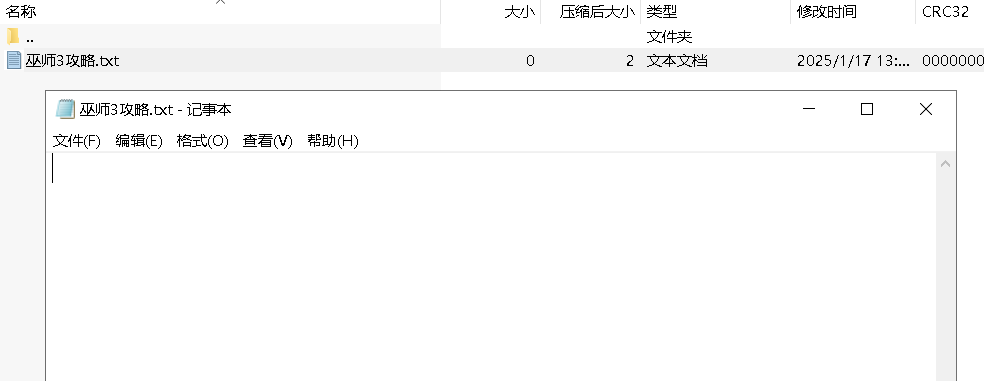 名称 大小 压缩后大小 类型 修改时间 CRC32
.. 文件夹
巫师3攻略.txt 0 2 文本文档 2025/1/17 13:... 0000000
巫师3攻略.txt - 记事本
文件(F) 编辑(E) 格式(O) 查看(V) 帮助(H)